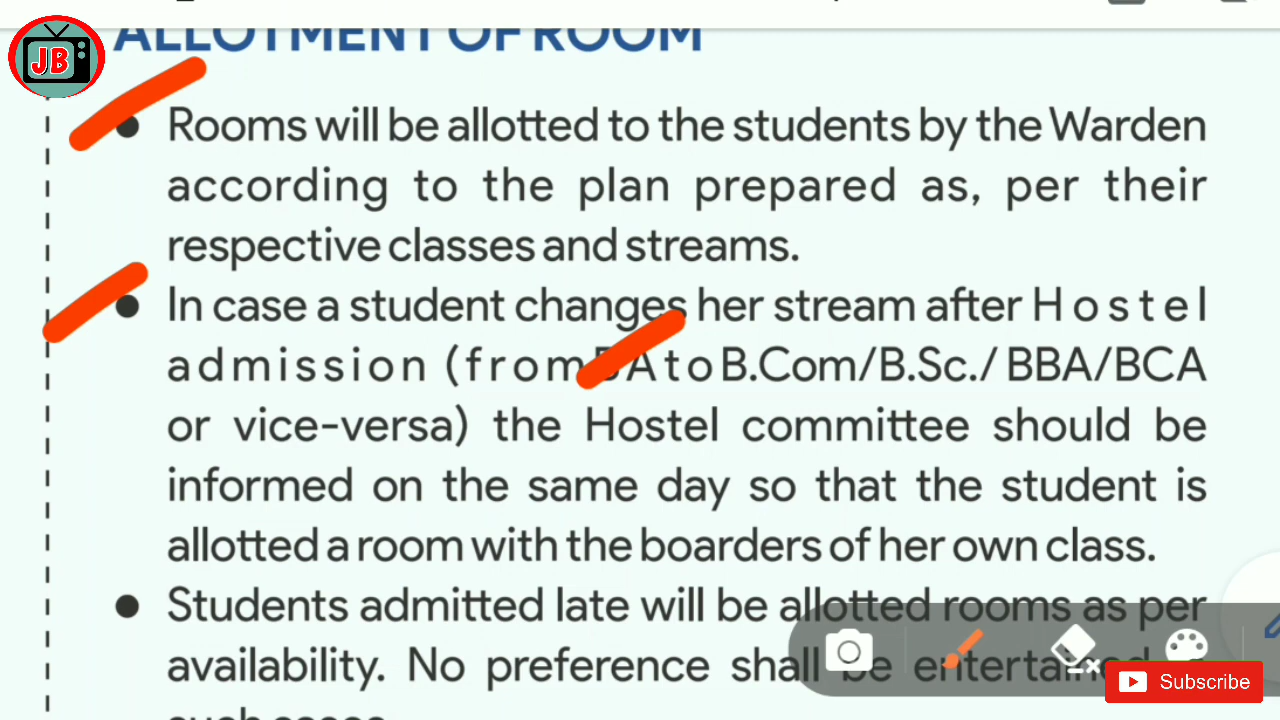 ALLOTMENT OF ROOM
JB
● Rooms will be allotted to the students by the Warden
according to the plan prepared as, per their
respective classes and streams.
● In case a student changes her stream after Hostel
admission (from BA to B.Com/B.Sc./ BBA/BCA
or vice-versa) the Hostel committee should be
informed on the same day so that the student is
allotted a room with the boarders of her own class.
● Students admitted late will be allotted rooms as per
availability. No preference shall be entertained
such cases.
Subscribe